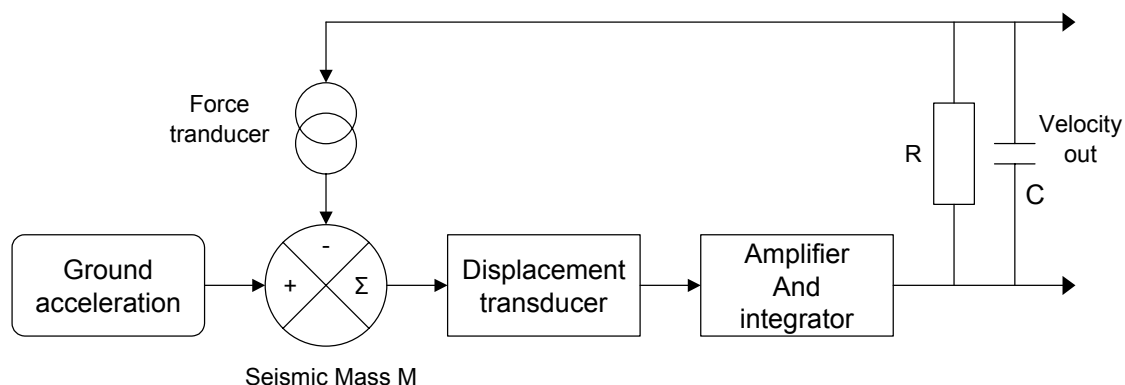 Force
tranducer
Ground
acceleration
-
+
Σ
Seismic Mass M
Displacement
transducer
Amplifier
And
integrator
R
C
Velocity
out